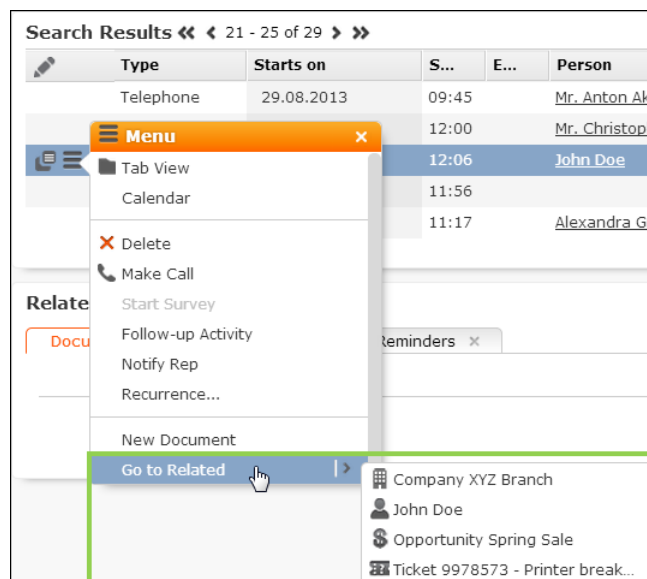 Search Results 21 - 25 of 29
Type Starts on S... E... Person
Telephone 29.08.2013 09:45 Mr. Anton Ak
12:00 Mr. Christop
12:06 John Doe
11:56
11:17 Alexandra G
Menu
Tab View
Calendar
Delete
Make Call
Start Survey
Follow-up Activity
Notify Rep
Recurrence...
New Document
Go to Related
Relate
Docu Reminders
Company XYZ Branch
John Doe
Opportunity Spring Sale
Ticket 9978573 - Printer break...